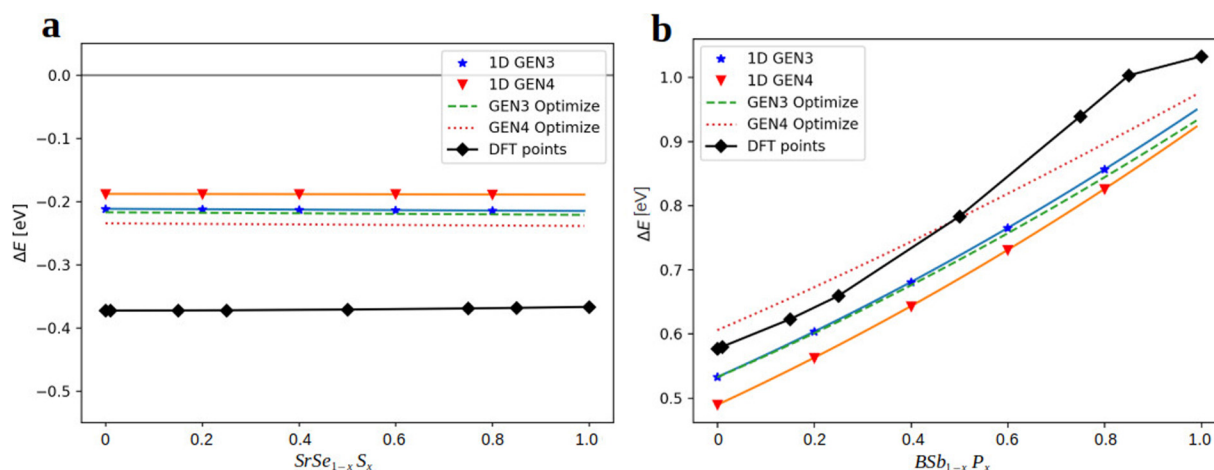 a
0.0
−0.1
−0.2
−0.3
−0.4
−0.5
ΔE [eV]
1D GEN3
1D GEN4
GEN3 Optimize
GEN4 Optimize
DFT points
0 0.2 0.4 0.6 0.8 1.0
SrSe1−x Sx
b
1.0
0.9
0.8
0.7
0.6
0.5
ΔE [eV]
1D GEN3
1D GEN4
GEN3 Optimize
GEN4 Optimize
DFT points
0 0.2 0.4 0.6 0.8 1.0
BSb1−x Px